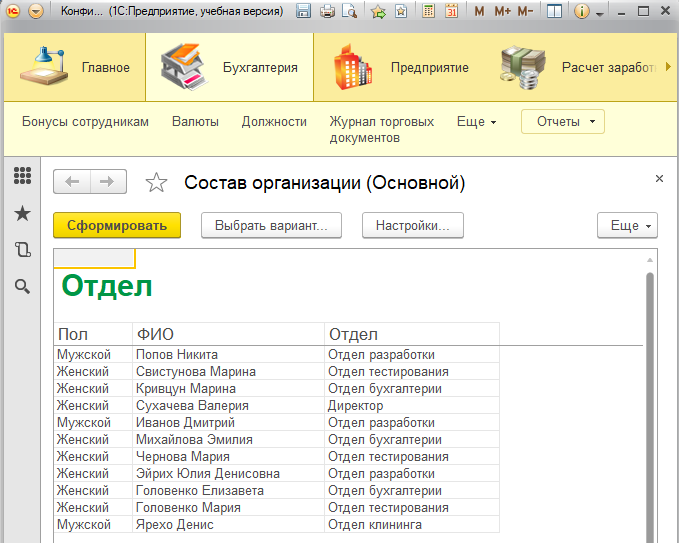 Конфи... (1С:Предприятие, учебная версия) M M+ M-
Главное Бухгалтерия Предприятие Расчет заработ
Бонусы сотрудникам Валюты Должности Журнал торговых документов Еще Отчеты
Состав организации (Основной)
Сформировать Выбрать вариант... Настройки... Еще
Отдел
Пол ФИО Отдел
Мужской Попов Никита Отдел разработки
Женский Свистунова Марина Отдел тестирования
Женский Кривцун Марина Отдел бухгалтерии
Женский Сухачева Валерия Директор
Мужской Иванов Дмитрий Отдел разработки
Женский Михайлова Эмилия Отдел бухгалтерии
Женский Чернова Мария Отдел тестирования
Женский Эйрих Юлия Денисовна Отдел разработки
Женский Головенко Елизавета Отдел бухгалтерии
Женский Головенко Мария Отдел тестирования
Мужской Ярехо Денис Отдел клининга